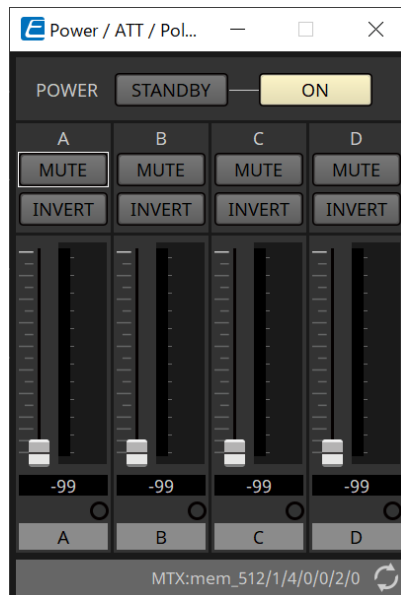 E Power / ATT / Pol...
POWER STANDBY ON
A B C D
MUTE MUTE MUTE MUTE
INVERT INVERT INVERT INVERT
-99 -99 -99 -99
A B C D
MTX:mem_512/1/4/0/0/2/0